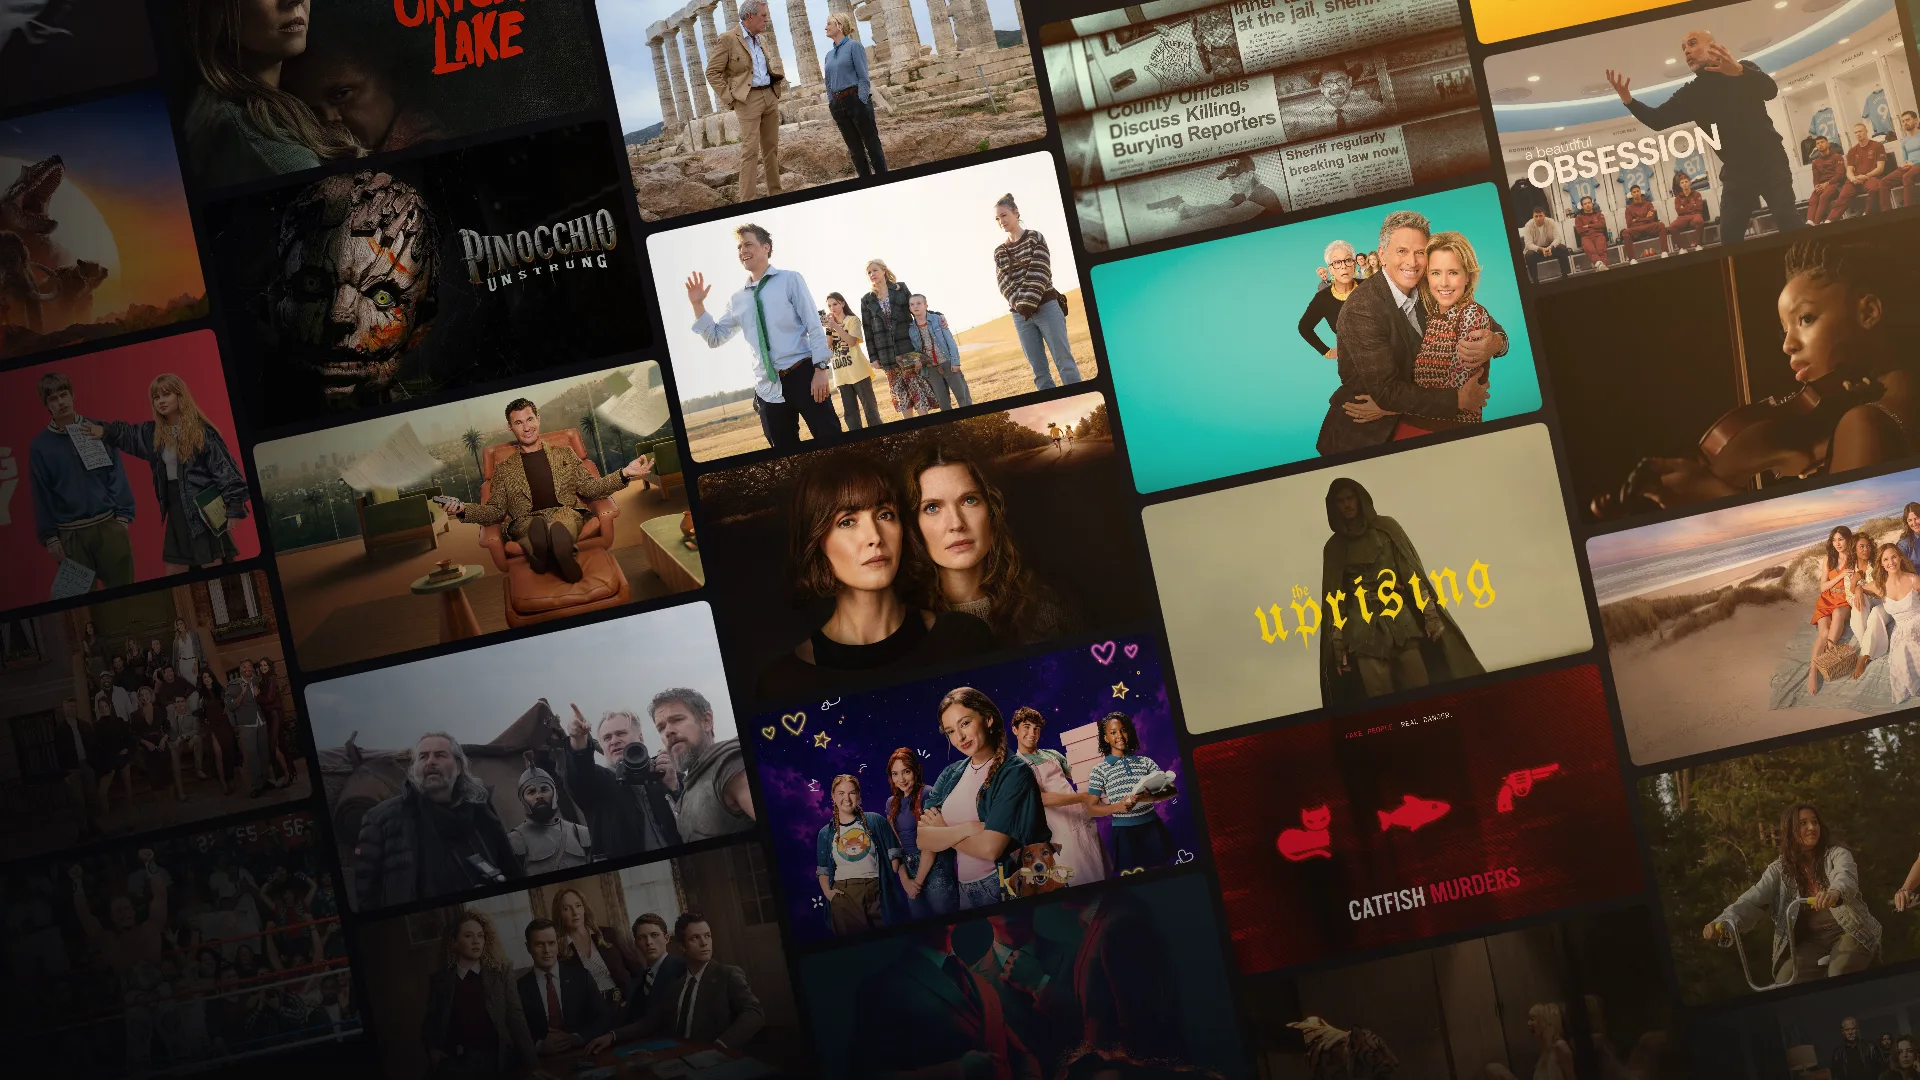 LAKE
PINOCCHIO
UNSTRUNG
at the jail,
County Officials
Discuss Killing,
Burying Reporters
Sheriff regularly
breaking law now
a beautiful
OBSESSION
the
uprising
FAKE PEOPLE. REAL DANGER.
CATFISH MURDERS